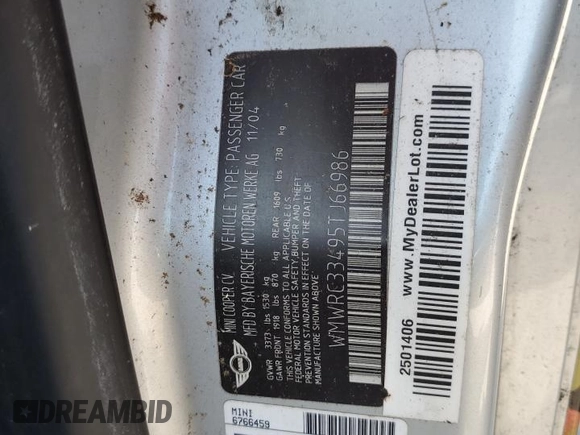 MINI COOPER CV. VEHICLE TYPE PASSENGER CAR
MFD BY BAYERISCHE MOTOREN WERKE AG 11/04
GVWR 3373 lbs 1530 kg
GAWR FRONT 1918 lbs 870 kg REAR 1609 lbs 730 kg
THIS VEHICLE CONFORMS TO ALL APPLICABLE U.S.
FEDERAL MOTOR VEHICLE SAFETY, BUMPER AND THEFT
PREVENTION STANDARDS IN EFFECT ON THE DATE OF
MANUFACTURE SHOWN ABOVE.
WMWRC33495TJ66986
2501406
www.MyDealerLot.com
MINI
6766459
DREAMBID